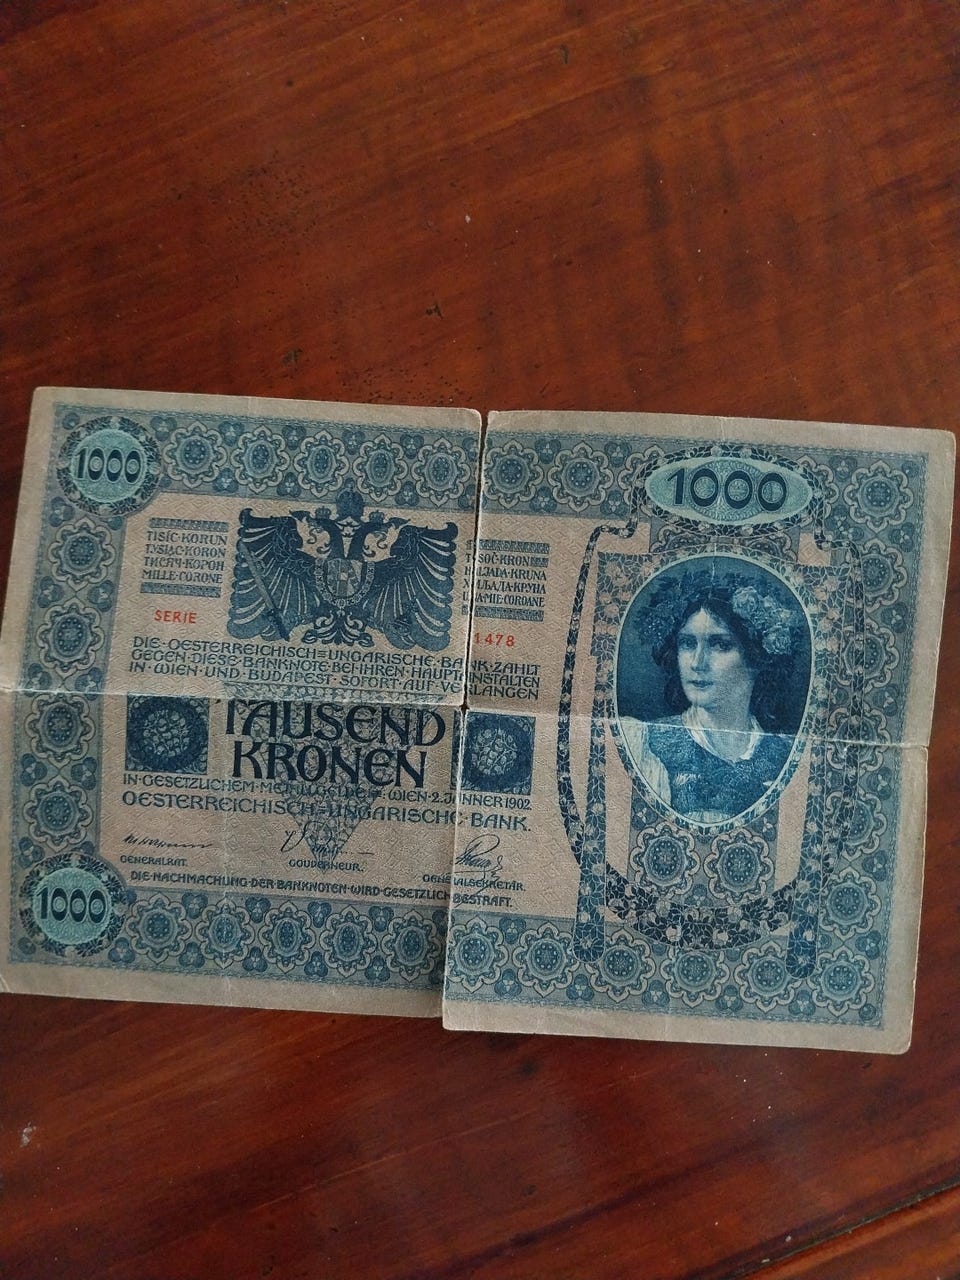 1000
1000
TISÍC·KORUN
TYSIĄC·KORON
ТИСЯЧ·КОРОН
MILLE·CORONE
TISOČ·KRON
HILJADA·KRUNA
ХИЉАДА·КРУНА
UNA·MIE·COROANE
SERIE
1478
DIE·OESTERREICHISCH=UNGARISCHE·BANK·ZAHLT
GEGEN·DIESE·BANKNOTE·BEI·IHREN·HAUPTANSTALTEN
IN·WIEN·UND·BUDAPEST·SOFORT·AUF·VERLANGEN
TAUSEND
KRONEN
IN·GESETZLICHEM·METALLGELDE·WIEN·2·JÄNNER 1902
OESTERREICHISCH=UNGARISCHE·BANK.
GENERALRAT.
GOUVERNEUR.
GENERALSEKRETÄR.
DIE·NACHMACHUNG·DER·BANKNOTEN·WIRD·GESETZLICH·BESTRAFT.
1000